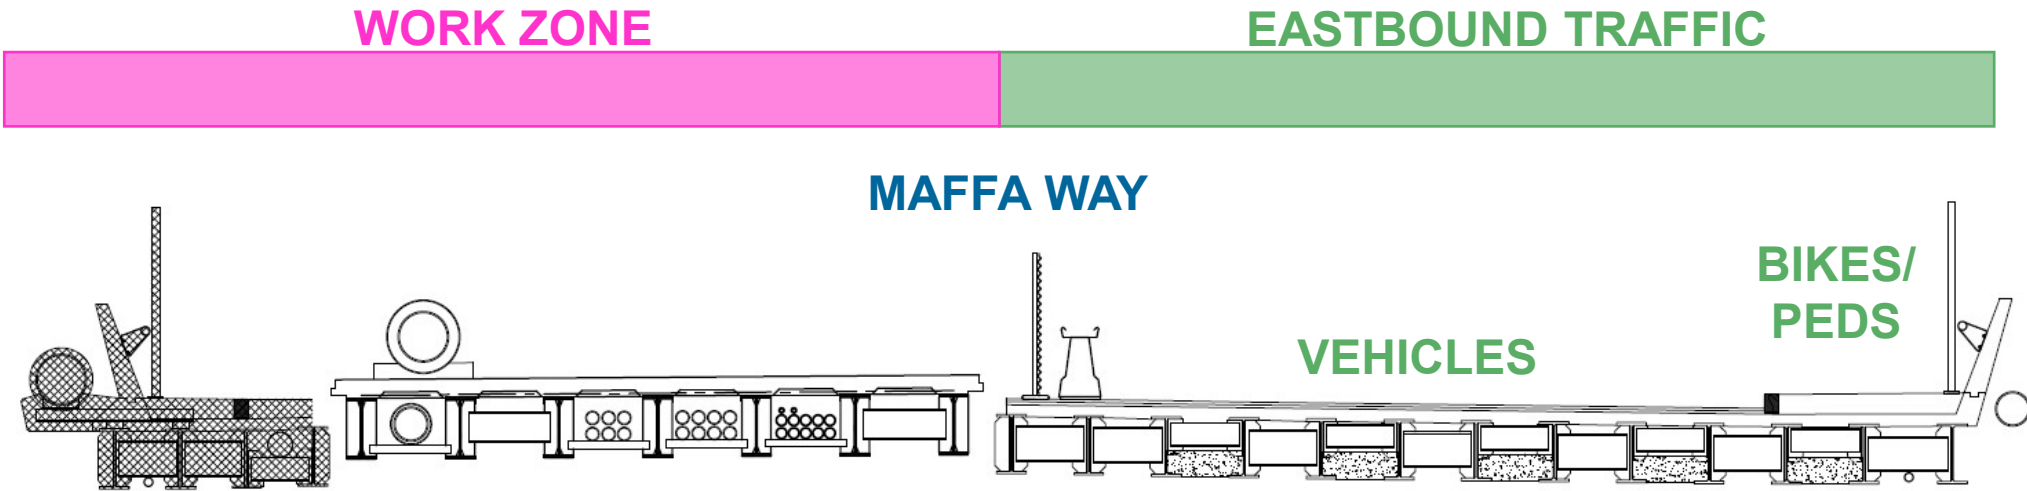 WORK ZONE
EASTBOUND TRAFFIC
MAFFA WAY
BIKES/
PEDS
VEHICLES